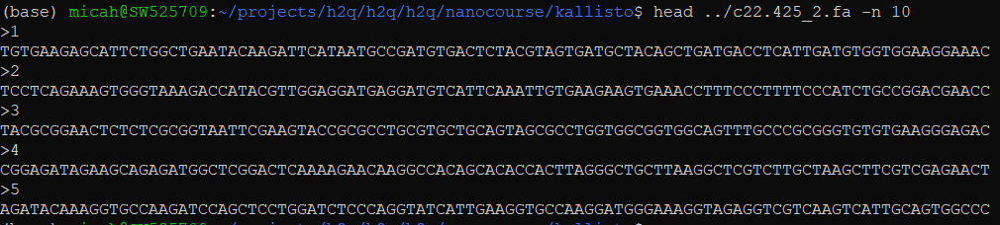 (base) micah@SW525709:~/projects/h2q/h2q/h2q/nanocourse/kallisto$ head ../c22.425_2.fa -n 10
>1
TGTGAAGAGCATTCTGGCTGAATACAAGATTCATAATGCCGATGTGACTCTACGTAGTGATGCTACAGCTGATGACCTCATTGATGTGGTGGAAGGAAAC
>2
TCCTCAGAAAGTGGGTAAAGACCATACGTTGGAGGATGAGGATGTCATTCAAATTGTGAAGAAGTGAAACCTTTCCCTTTTCCCATCTGCCGGACGAACC
>3
TACGCGGAACTCTCTCGCGGTAATTCGAAGTACCGCGCCTGCGTGCTGCAGTAGCGCCTGGTGGCGGTGGCAGTTTGCCCGCGGGTGTGTGAAGGGAGAC
>4
CGGAGATAGAAGCAGAGATGGCTCGGACTCAAAAGAACAAGGCCACAGCACACCACTTAGGGCTGCTTAAGGCTCGTCTTGCTAAGCTTCGTCGAGAACT
>5
AGATACAAAGGTGCCAAGATCCAGCTCCTGGATCTCCCAGGTATCATTGAAGGTGCCAAGGATGGGAAAGGTAGAGGTCGTCAAGTCATTGCAGTGGCCC